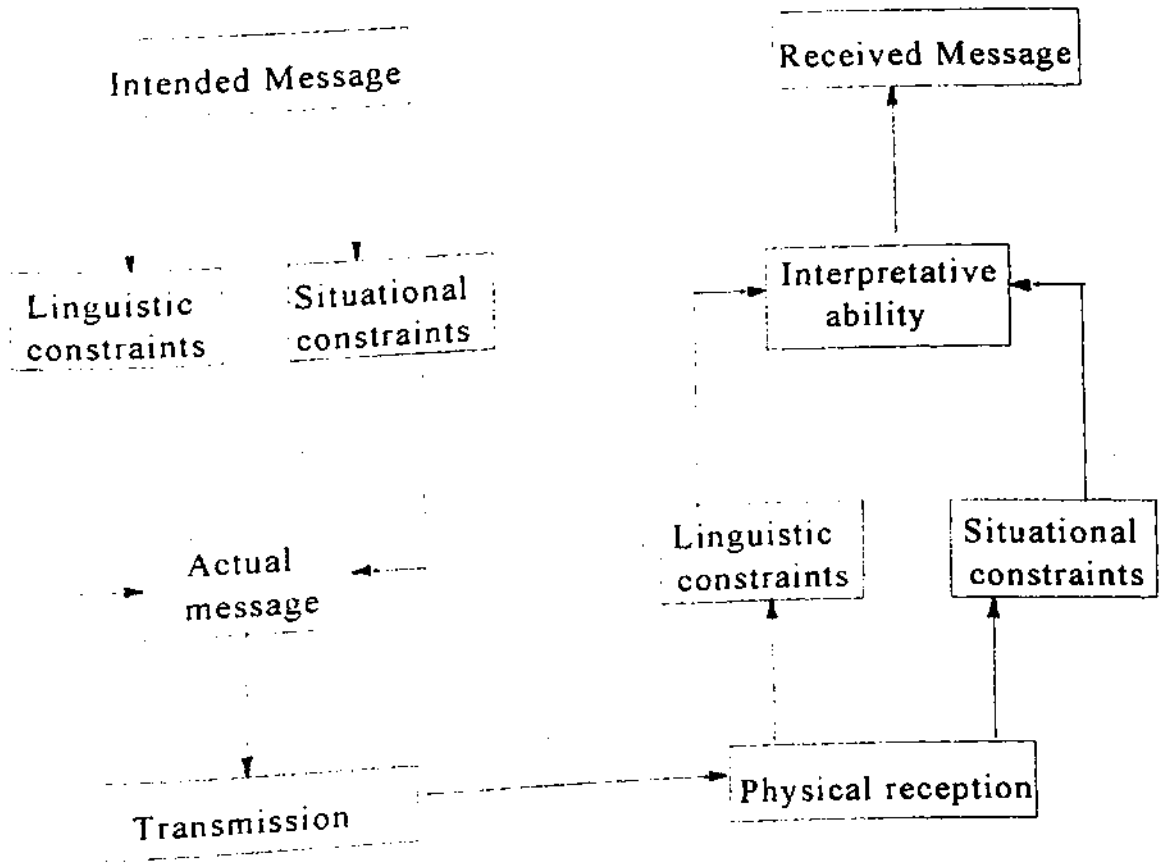 Intended Message
Received Message
Linguistic
constraints
Situational
constraints
Interpretative
ability
Actual
message
Linguistic
constraints
Situational
constraints
Transmission
Physical reception